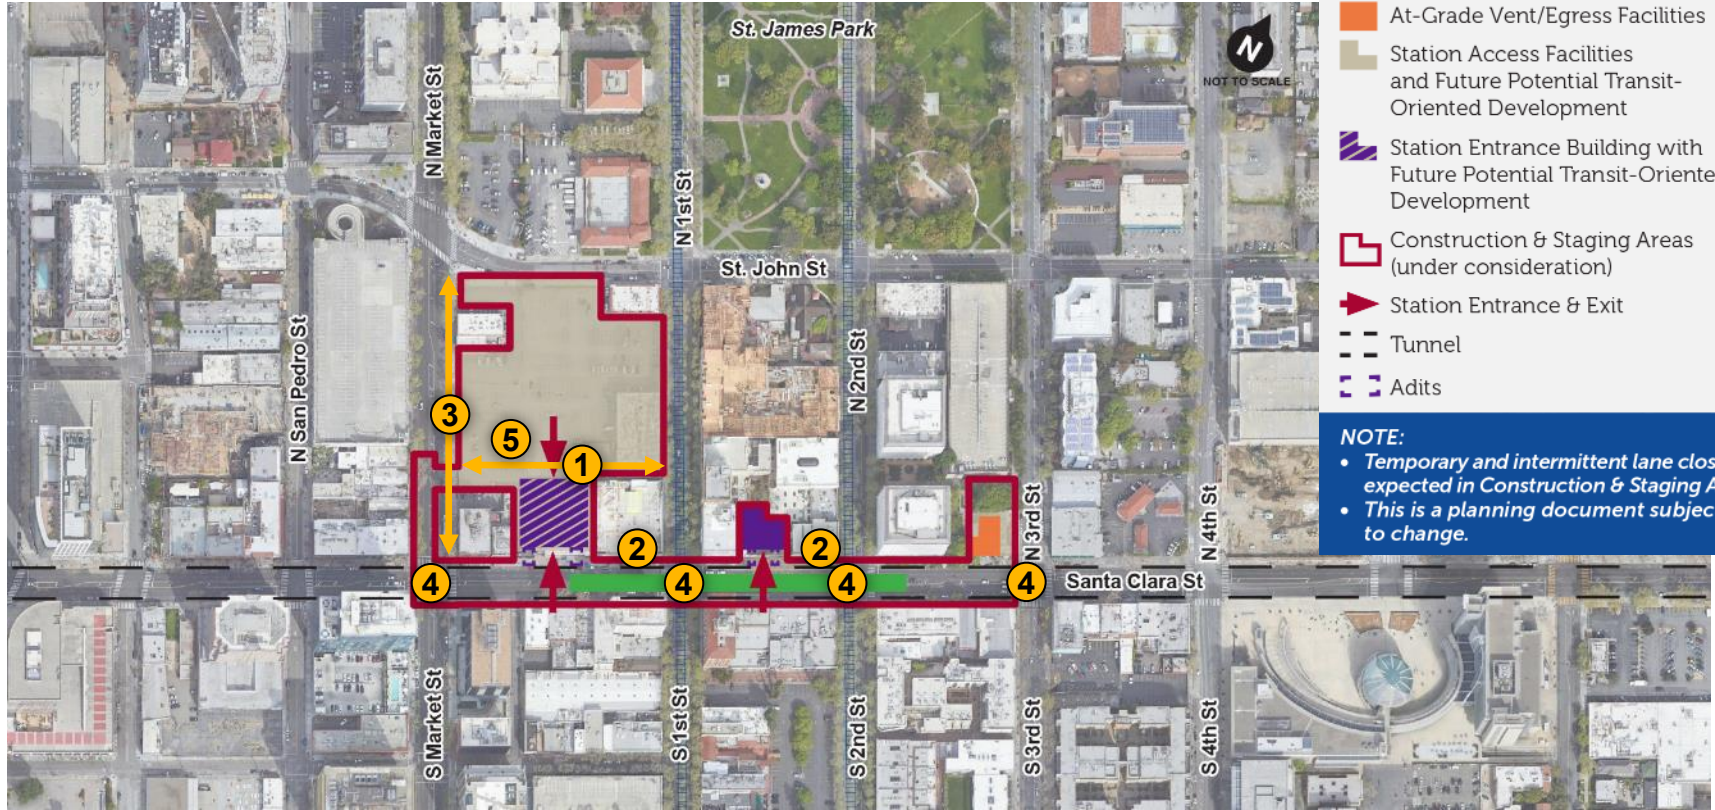 St. James Park
N
NOT TO SCALE
N Market St
N 1st St
St. John St
N San Pedro St
N 2nd St
N 3rd St
N 4th St
3
5
1
2
2
4
4
4
4
Santa Clara St
S Market St
S 1st St
S 2nd St
S 3rd St
S 4th St
At-Grade Vent/Egress Facilities
Station Access Facilities
and Future Potential Transit-
Oriented Development
Station Entrance Building with
Future Potential Transit-Oriente
Development
Construction & Staging Areas
(under consideration)
Station Entrance & Exit
Tunnel
Adits
NOTE:
• Temporary and intermittent lane clos
expected in Construction & Staging A
• This is a planning document subjec
to change.